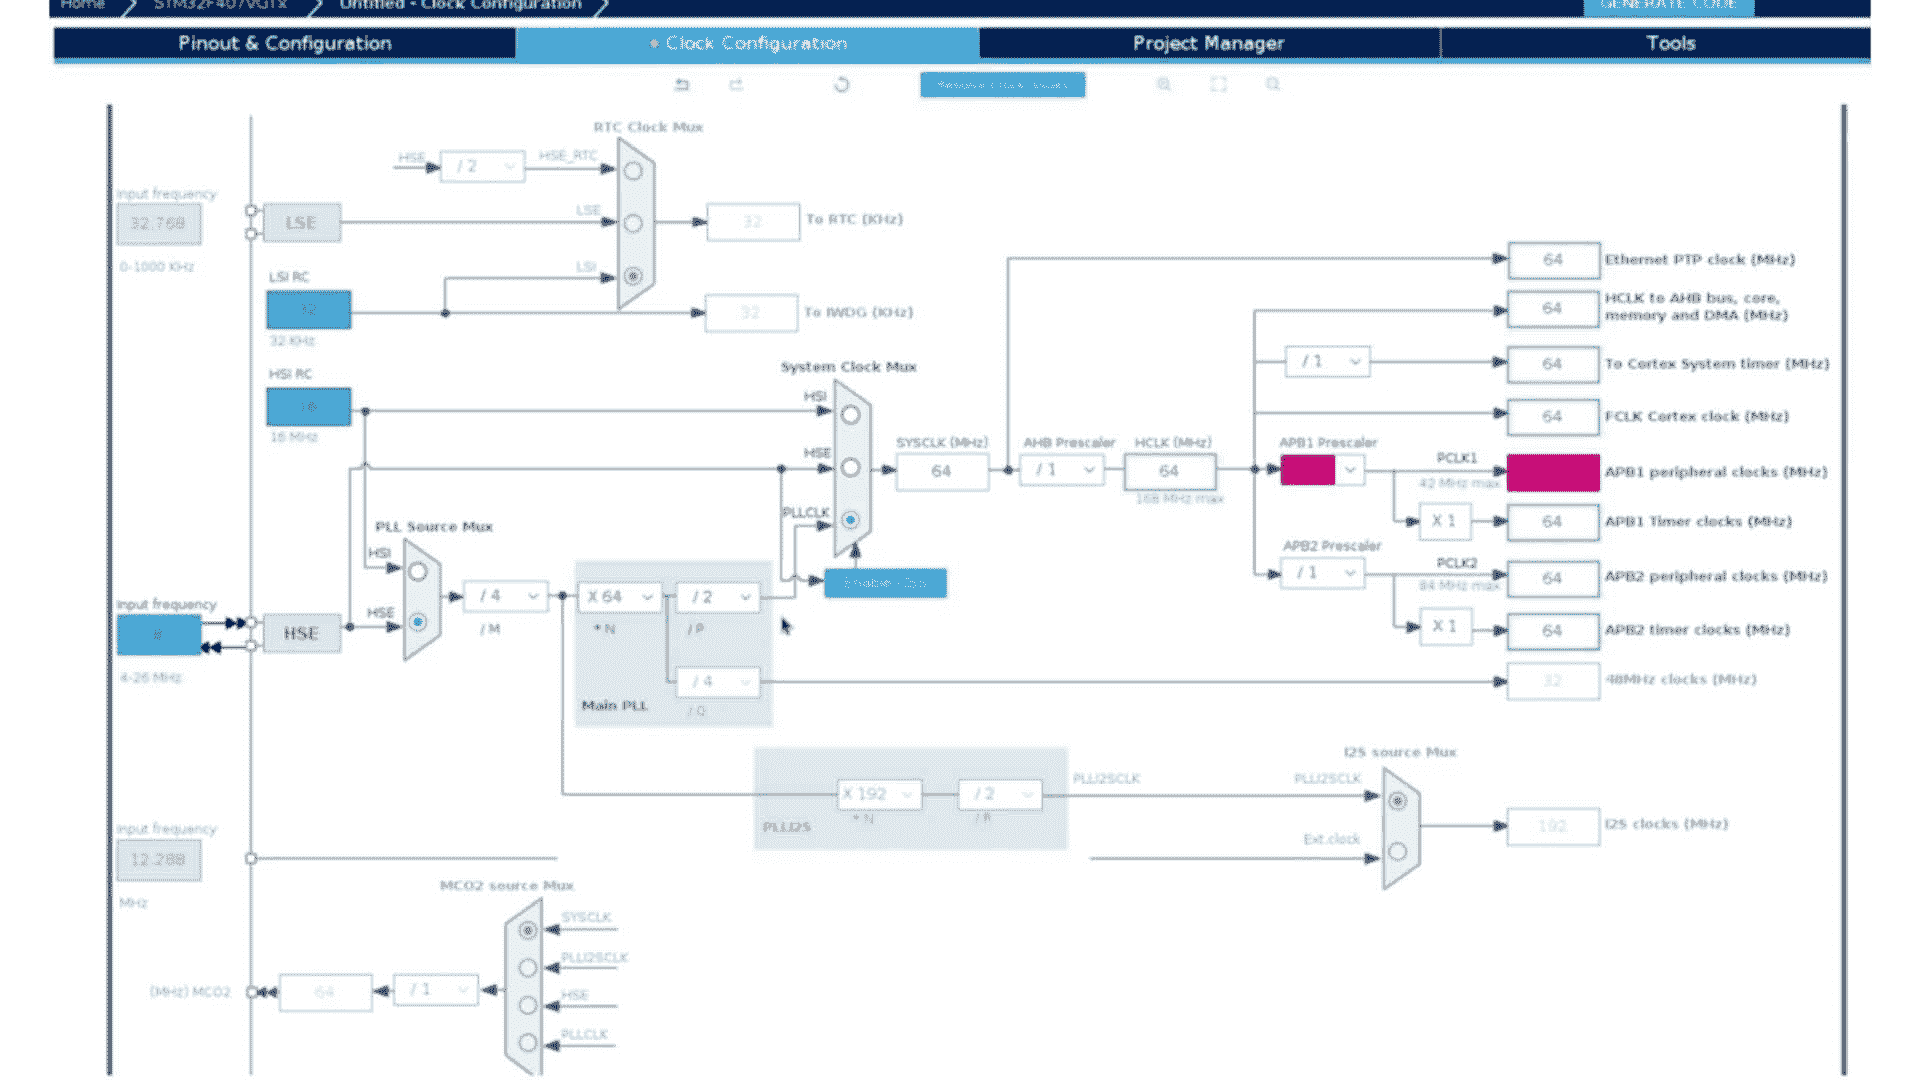 Home STM32F407VGTx Untitled - Clock Configuration GENERATE CODE
Pinout & Configuration Clock Configuration Project Manager Tools
Resolve Clock Issues
RTC Clock Mux
HSE / 2 HSE_RTC
Input frequency
32.768 LSE LSE 32 To RTC (KHz)
0-1000 KHz
LSI RC LSI
32 32 To IWDG (KHz)
32 KHz
64 Ethernet PTP clock (MHz)
64 HCLK to AHB bus, core,
memory and DMA (MHz)
/ 1 64 To Cortex System timer (MHz)
System Clock Mux
HSI RC HSI
16
16 MHz
64 FCLK Cortex clock (MHz)
HSE SYSCLK (MHz) AHB Prescaler HCLK (MHz) APB1 Prescaler
64 / 1 64 PCLK1 APB1 peripheral clocks (MHz)
168 MHz max 42 MHz max
PLLCLK X 1 64 APB1 Timer clocks (MHz)
PLL Source Mux
HSI
APB2 Prescaler
/ 1 PCLK2 64 APB2 peripheral clocks (MHz)
84 MHz max
/ 4 X 64 / 2
/ M * N / P
Input frequency
8 HSE HSE
4-26 MHz
X 1 64 APB2 timer clocks (MHz)
/ 4 32 48MHz clocks (MHz)
Main PLL / Q
I2S source Mux
X 192 / 2 PLLI2SCLK PLLI2SCLK
PLLI2S * N / R
192 I2S clocks (MHz)
Input frequency
12.288 Ext.clock
MHz
MCO2 source Mux
SYSCLK
PLLI2SCLK
(MHz) MCO2 64 / 1
HSE
PLLCLK